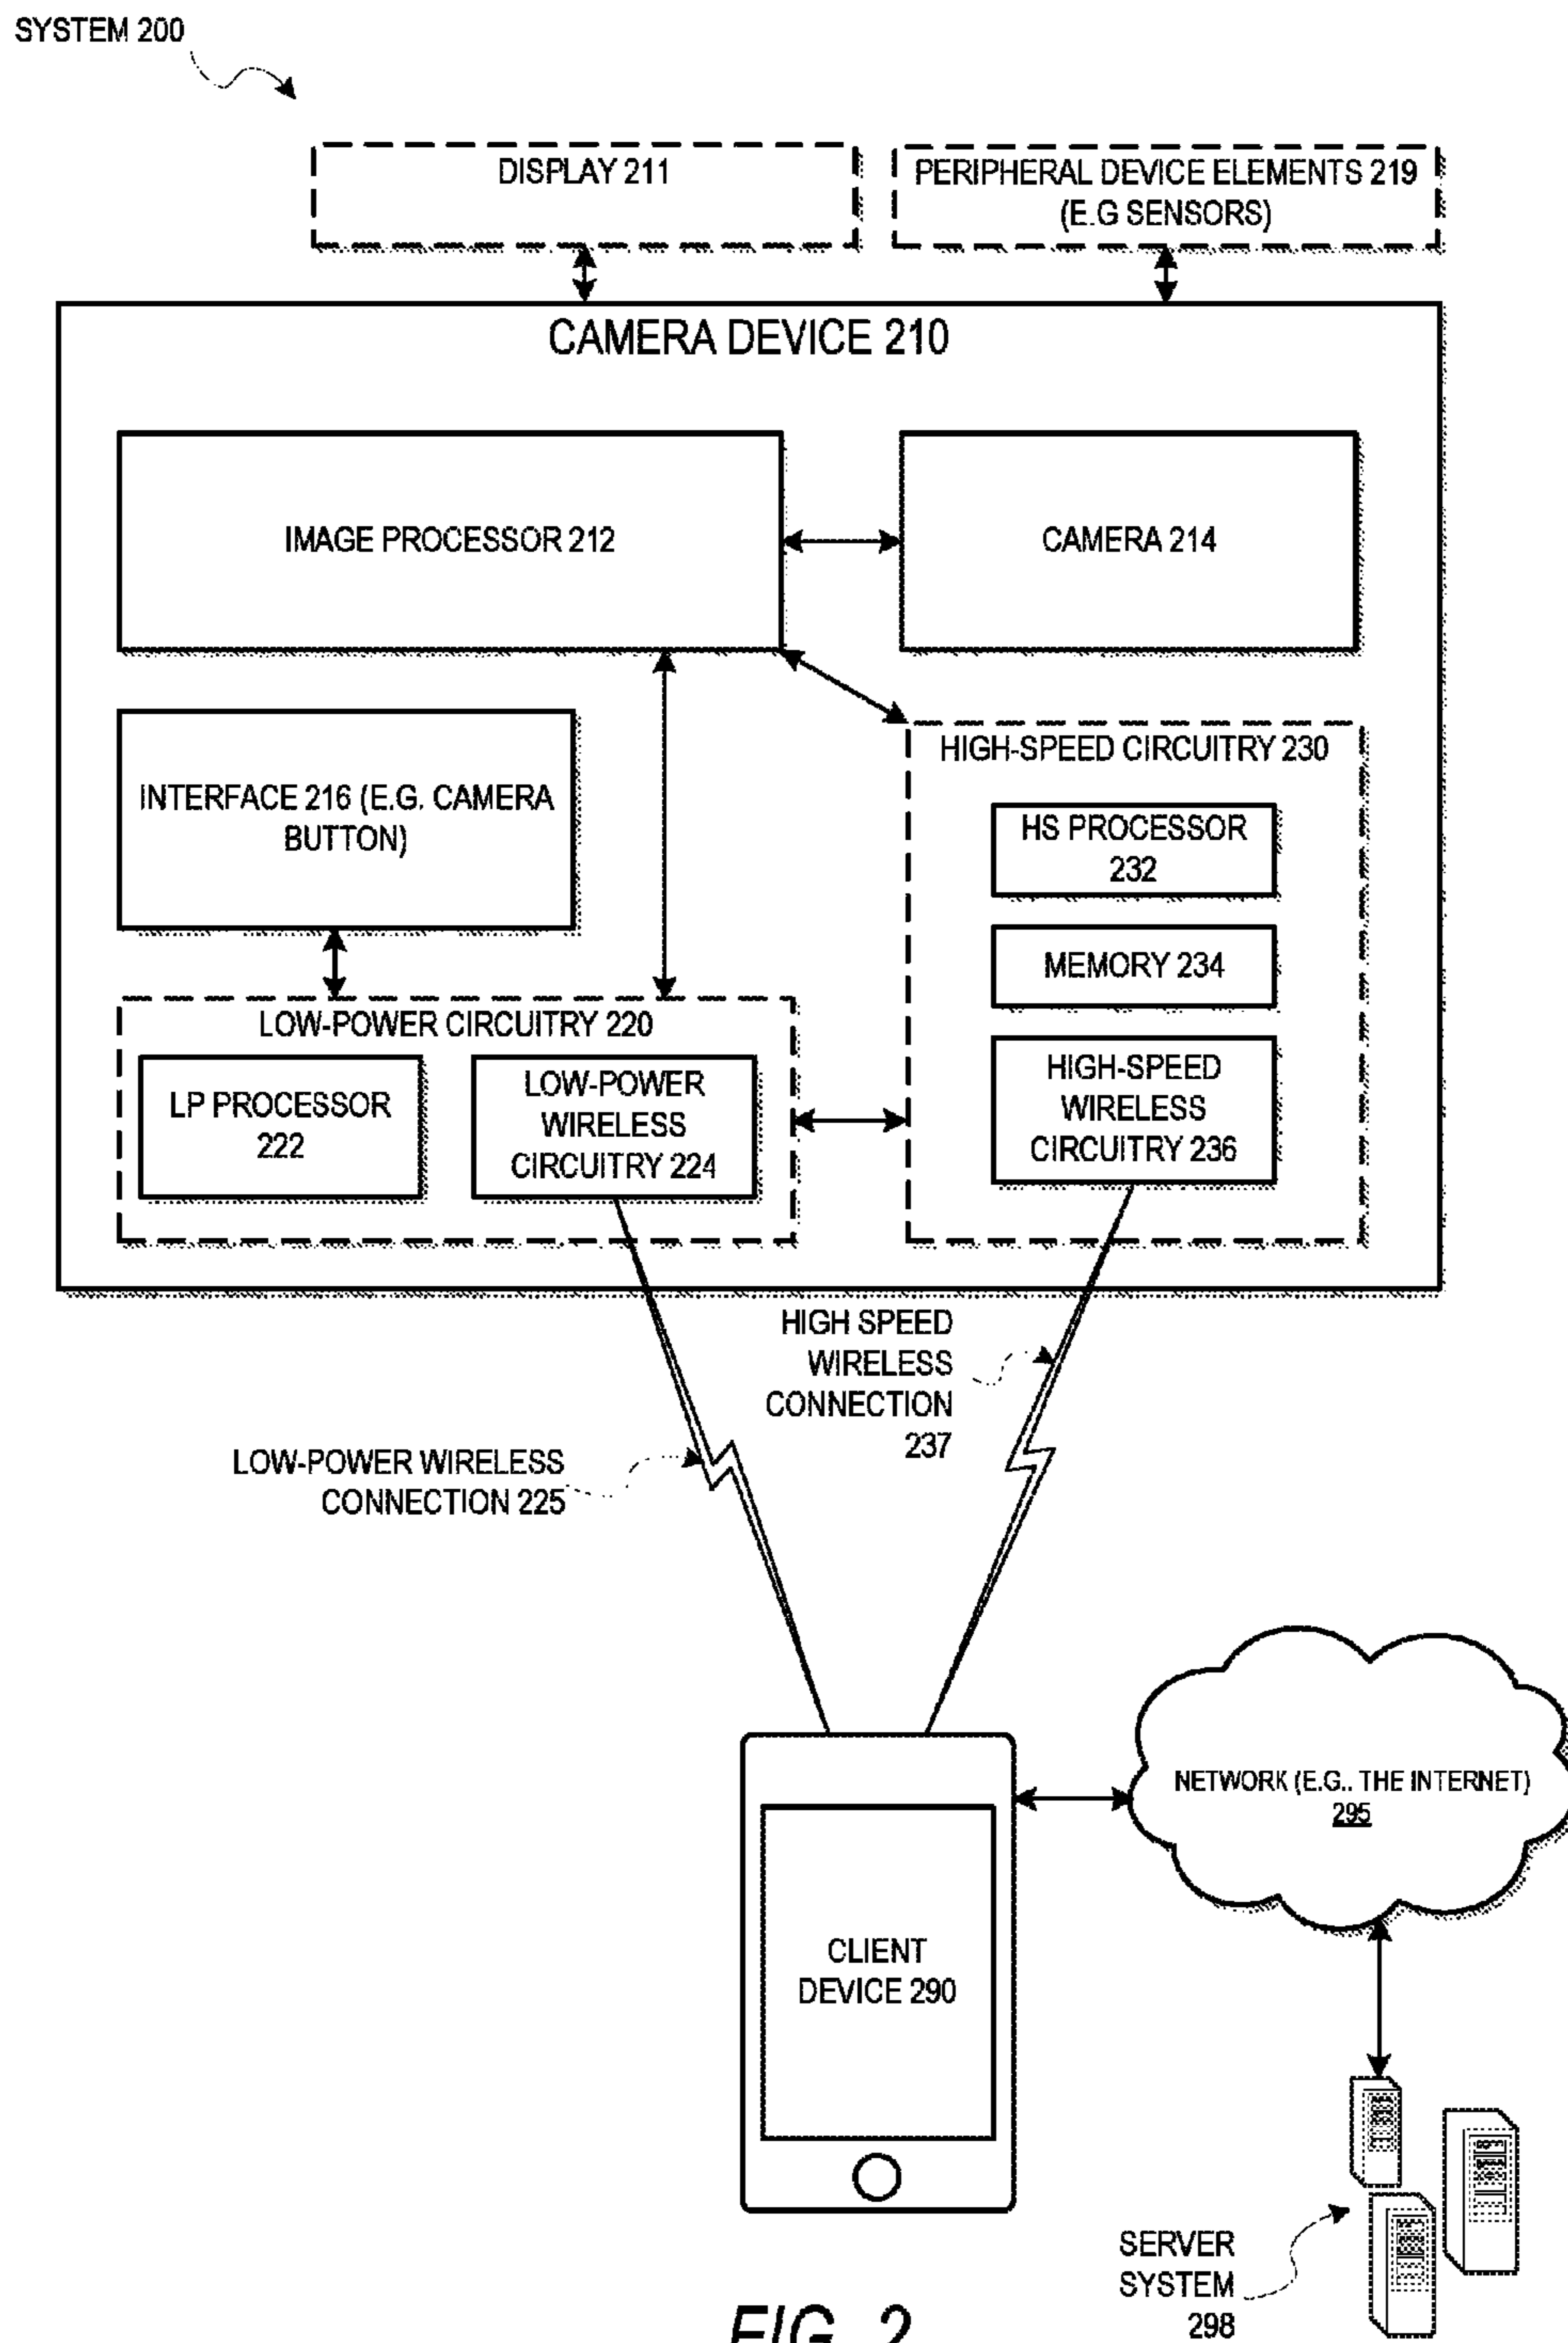 SYSTEM 200
DISPLAY 211
PERIPHERAL DEVICE ELEMENTS 219
(E.G SENSORS)
CAMERA DEVICE 210
IMAGE PROCESSOR 212
CAMERA 214
INTERFACE 216 (E.G. CAMERA
BUTTON)
HIGH-SPEED CIRCUITRY 230
HS PROCESSOR
232
MEMORY 234
HIGH-SPEED
WIRELESS
CIRCUITRY 236
LOW-POWER CIRCUITRY 220
LP PROCESSOR
222
LOW-POWER
WIRELESS
CIRCUITRY 224
HIGH SPEED
WIRELESS
CONNECTION
237
LOW-POWER WIRELESS
CONNECTION 225
NETWORK (E.G.. THE INTERNET)
295
CLIENT
DEVICE 290
SERVER
SYSTEM
298
FIG. 2